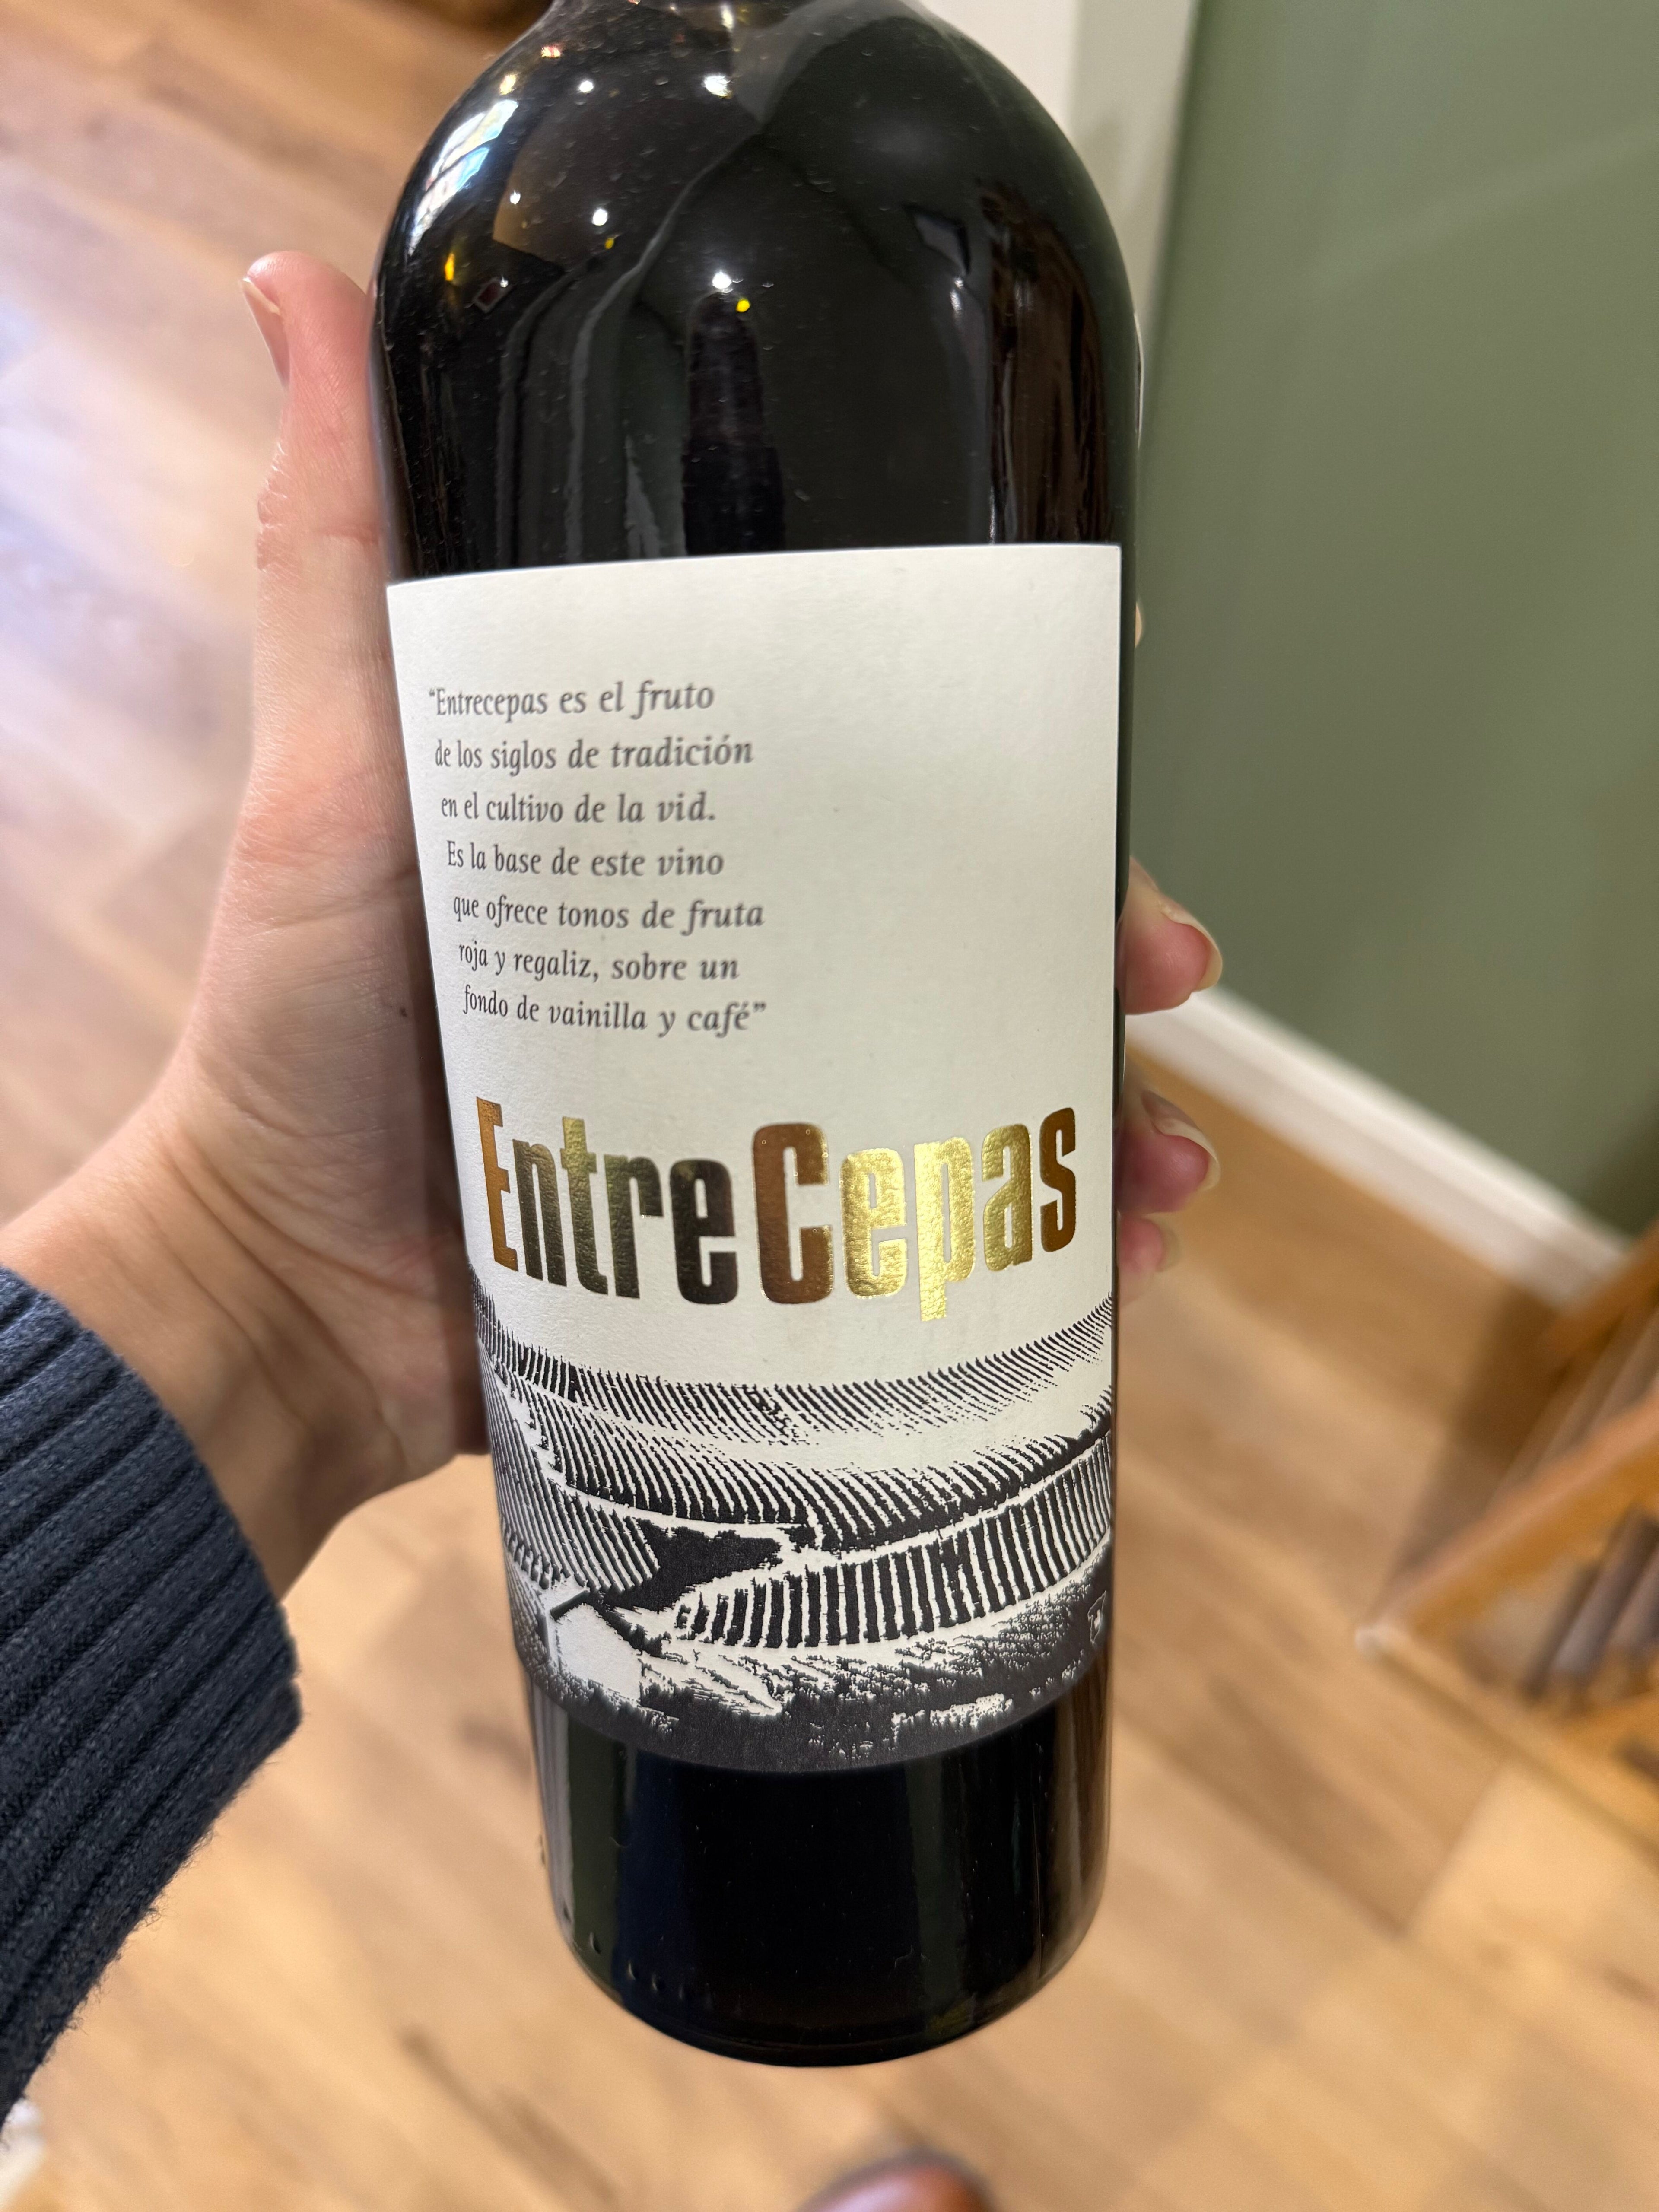 “Entrecepas es el fruto
de los siglos de tradición
en el cultivo de la vid.
Es la base de este vino
que ofrece tonos de fruta
roja y regaliz, sobre un
fondo de vainilla y café”
EntreCepas